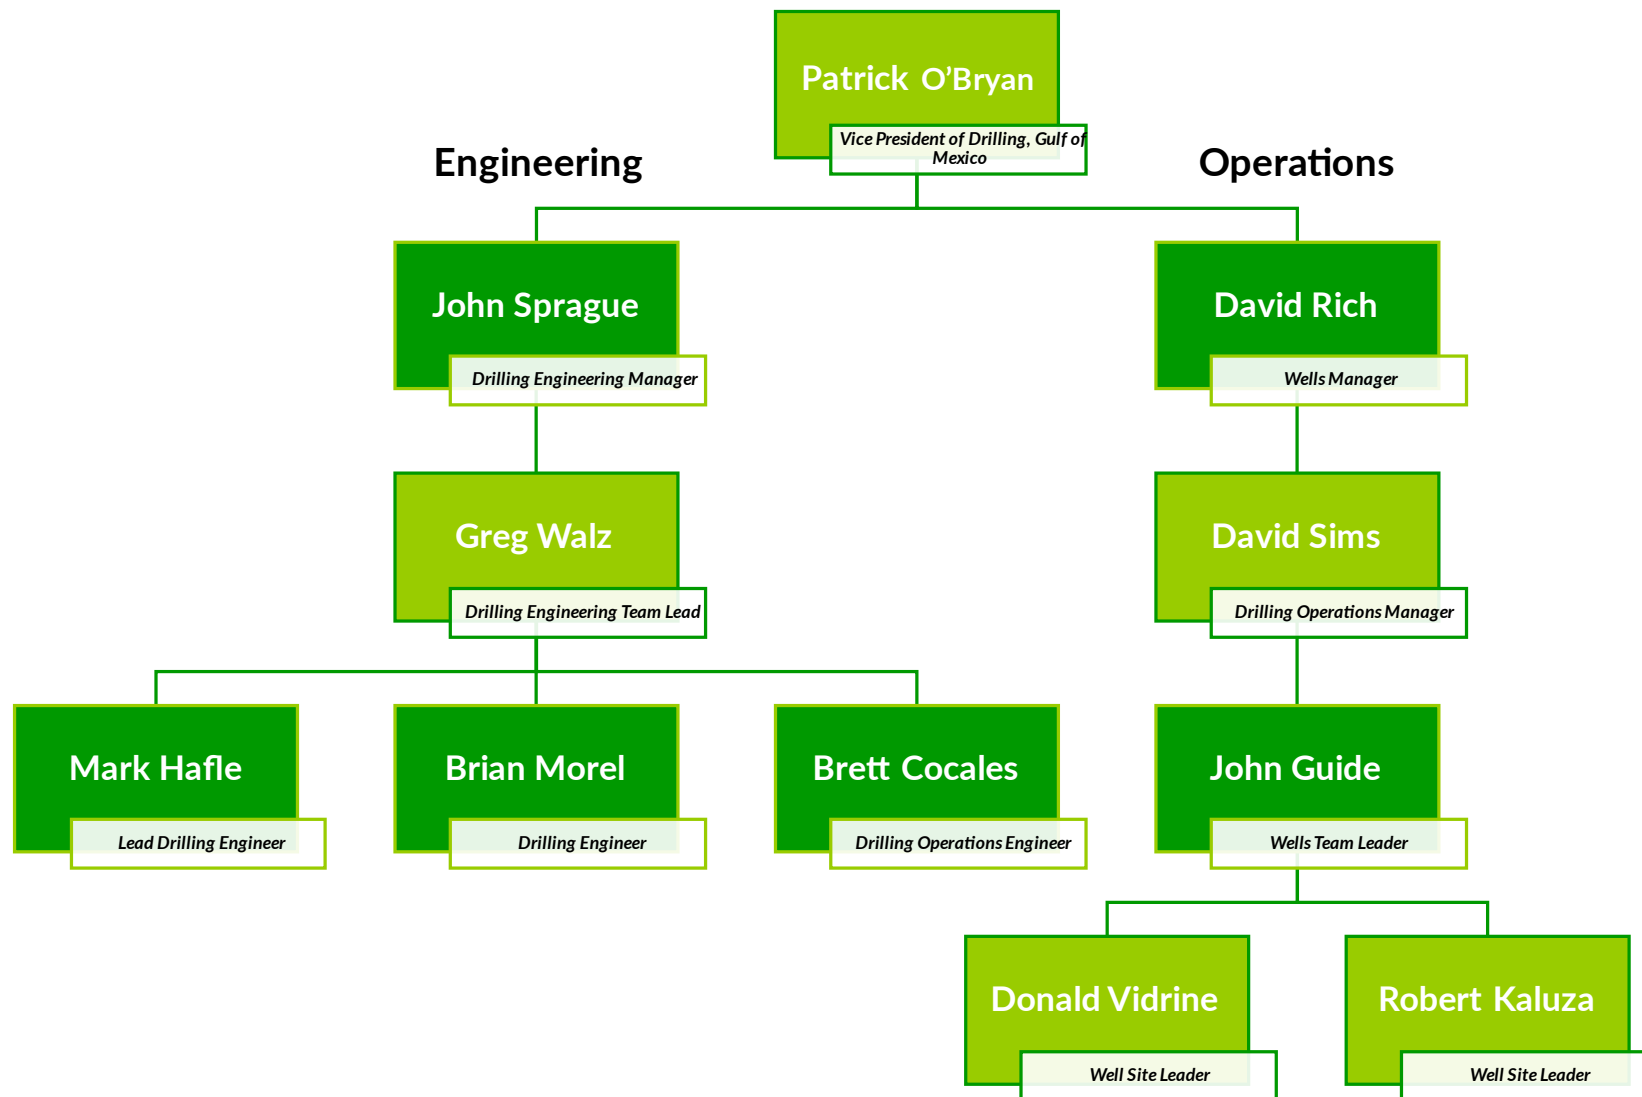 Patrick O’Bryan
Vice President of Drilling, Gulf of
Mexico
Engineering
Operations
John Sprague
Drilling Engineering Manager
David Rich
Wells Manager
Greg Walz
Drilling Engineering Team Lead
David Sims
Drilling Operations Manager
Mark Hafle
Lead Drilling Engineer
Brian Morel
Drilling Engineer
Brett Cocales
Drilling Operations Engineer
John Guide
Wells Team Leader
Donald Vidrine
Well Site Leader
Robert Kaluza
Well Site Leader